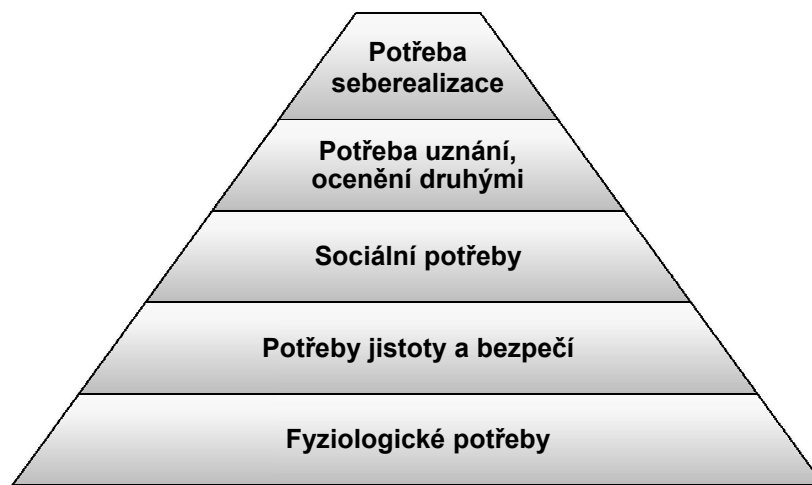 Potřeba
seberealizace
Potřeba uznání,
ocenění druhými
Sociální potřeby
Potřeby jistoty a bezpečí
Fyziologické potřeby